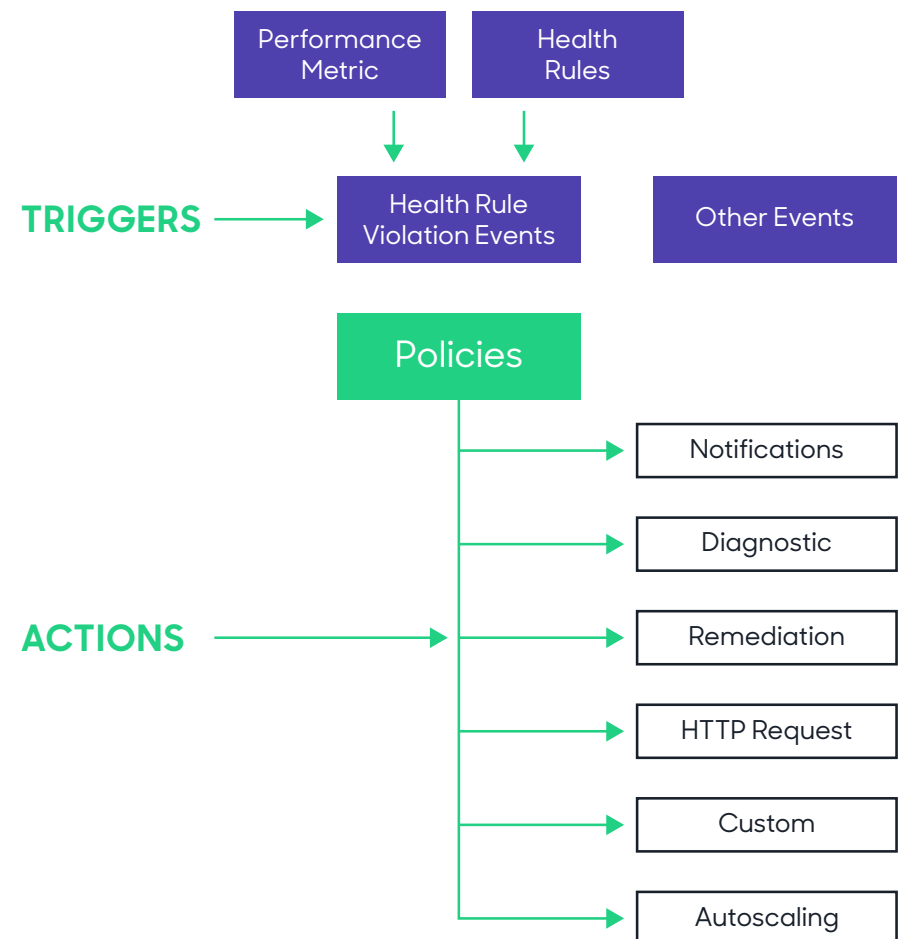 Performance
Metric
Health
Rules
TRIGGERS
Health Rule
Violation Events
Other Events
Policies
Notifications
Diagnostic
ACTIONS
Remediation
HTTP Request
Custom
Autoscaling